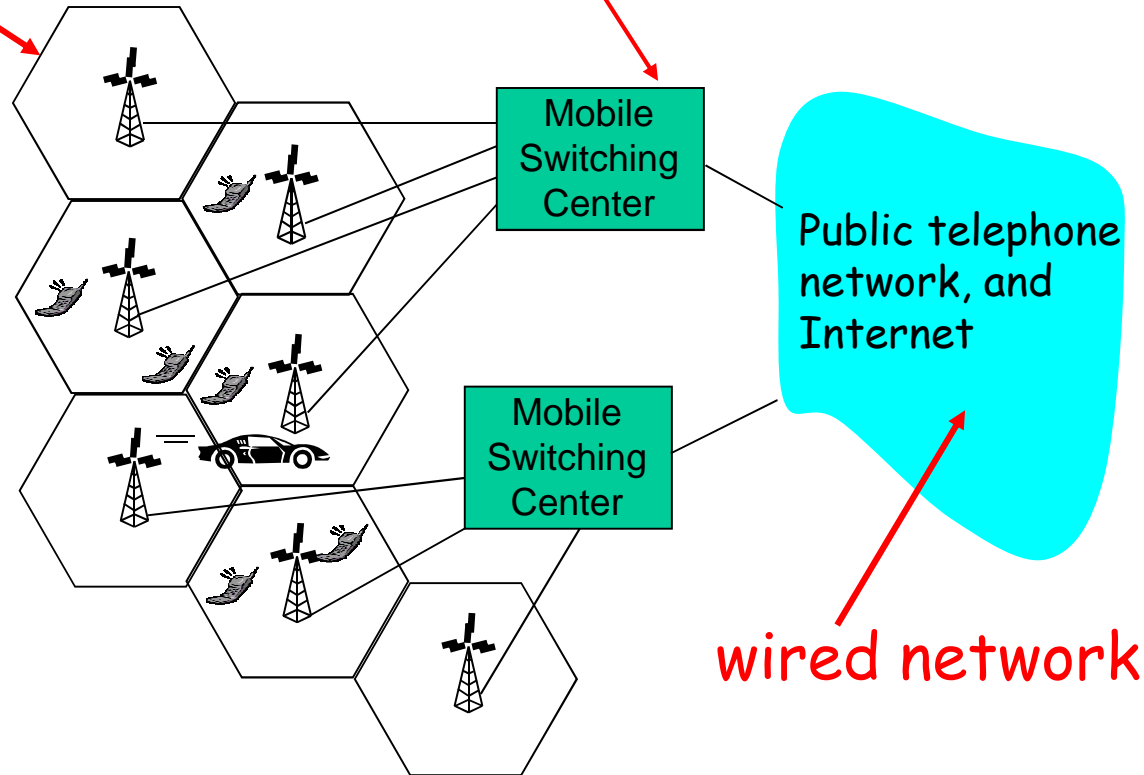 Mobile
Switching
Center
Public telephone
network, and
Internet
Mobile
Switching
Center
wired network